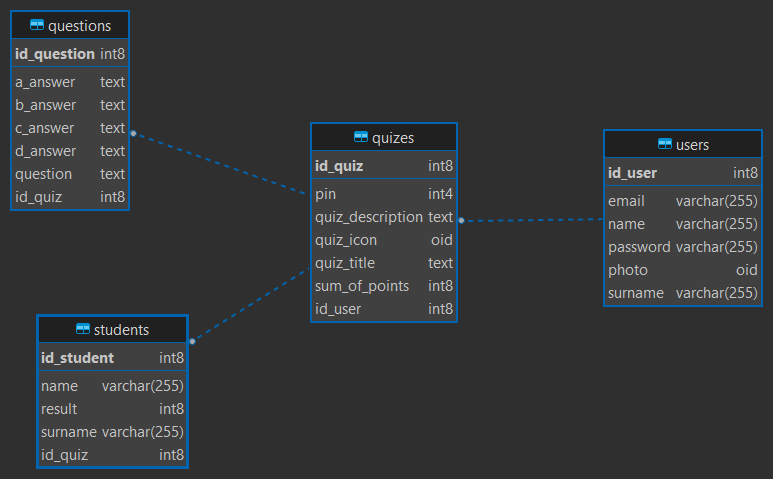 questions
id_question int8
a_answer text
b_answer text
c_answer text
d_answer text
question text
id_quiz int8
quizes
id_quiz int8
pin int4
quiz_description text
quiz_icon oid
quiz_title text
sum_of_points int8
id_user int8
users
id_user int8
email varchar(255)
name varchar(255)
password varchar(255)
photo oid
surname varchar(255)
students
id_student int8
name varchar(255)
result int8
surname varchar(255)
id_quiz int8